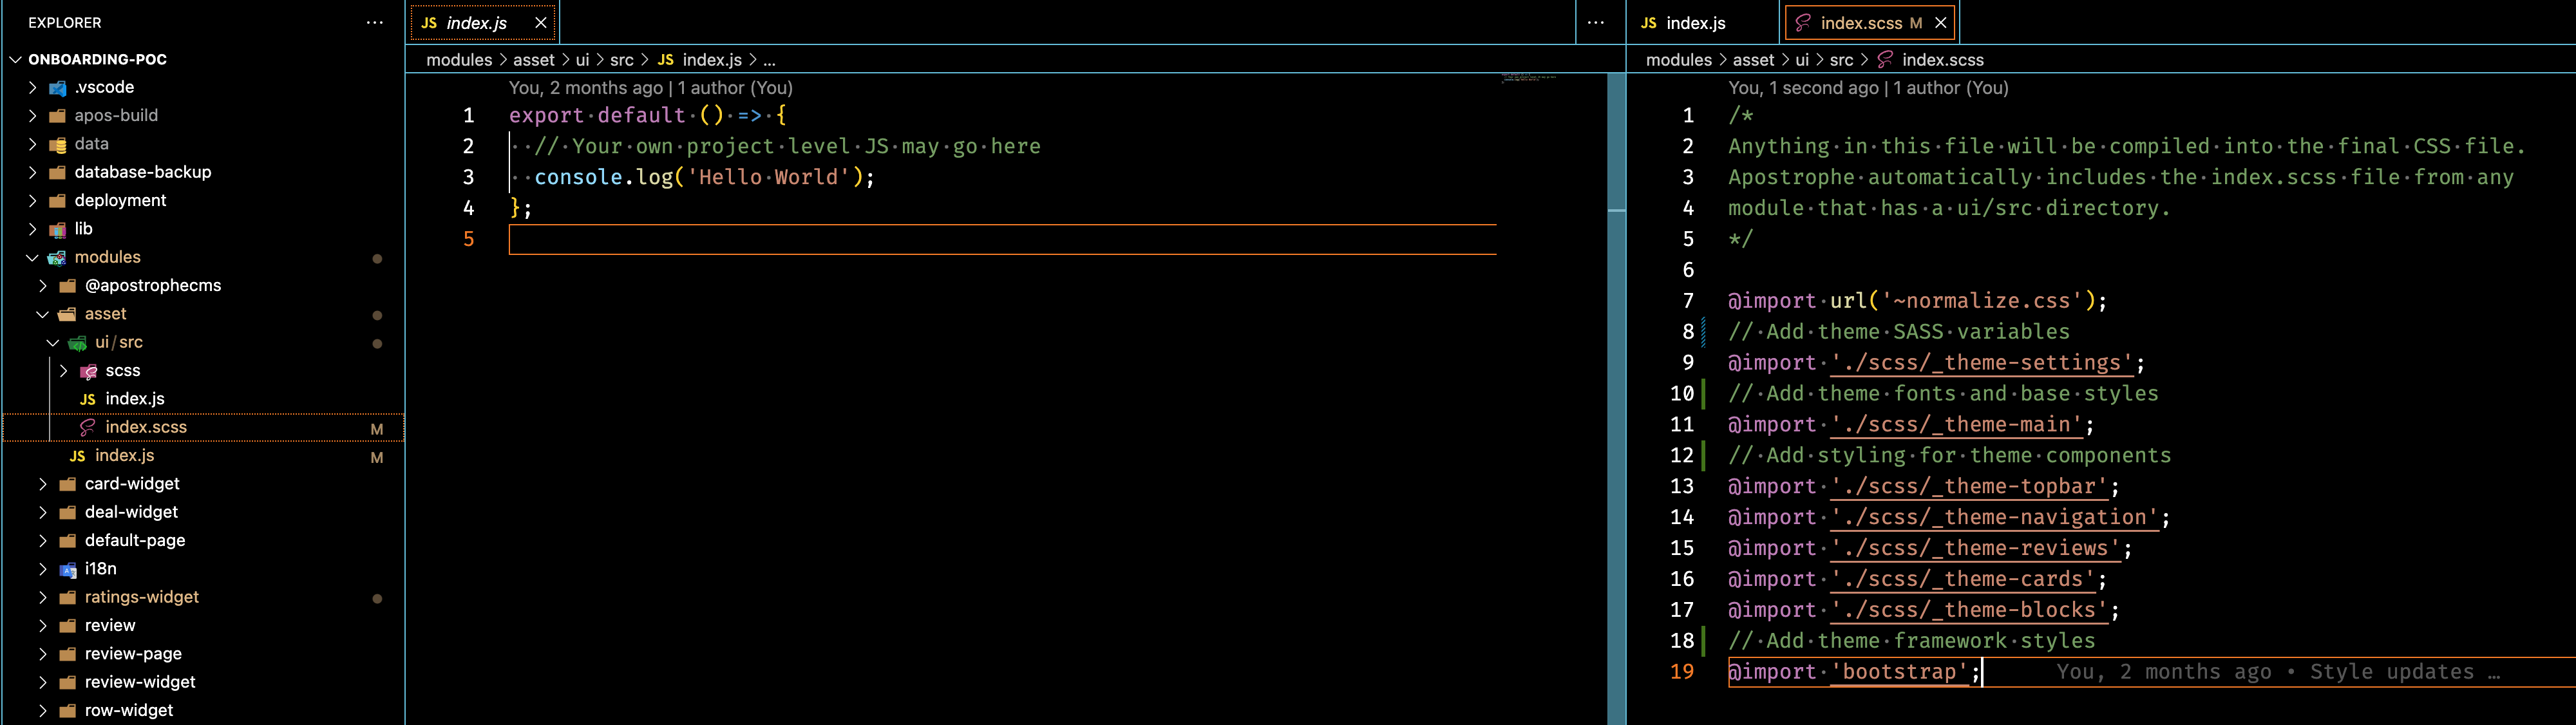 EXPLORER
ONBOARDING-POC
.vscode
apos-build
data
database-backup
deployment
lib
modules
@apostrophecms
asset
ui/src
scss
index.js
index.scss M
index.js M
card-widget
deal-widget
default-page
i18n
ratings-widget
review
review-page
review-widget
row-widget
JS index.js
modules > asset > ui > src > JS index.js > ...
You, 2 months ago | 1 author (You)
1 export default () => {
2 // Your own project level JS may go here
3 console.log('Hello World');
4 };
5
JS index.js
index.scss M
modules > asset > ui > src > index.scss
You, 1 second ago | 1 author (You)
1 /*
2 Anything in this file will be compiled into the final CSS file.
3 Apostrophe automatically includes the index.scss file from any
4 module that has a ui/src directory.
5 */
6
7 @import url('~normalize.css');
8 // Add theme SASS variables
9 @import './scss/_theme-settings';
10 // Add theme fonts and base styles
11 @import './scss/_theme-main';
12 // Add styling for theme components
13 @import './scss/_theme-topbar';
14 @import './scss/_theme-navigation';
15 @import './scss/_theme-reviews';
16 @import './scss/_theme-cards';
17 @import './scss/_theme-blocks';
18 // Add theme framework styles
19 @import 'bootstrap'; You, 2 months ago • Style updates …